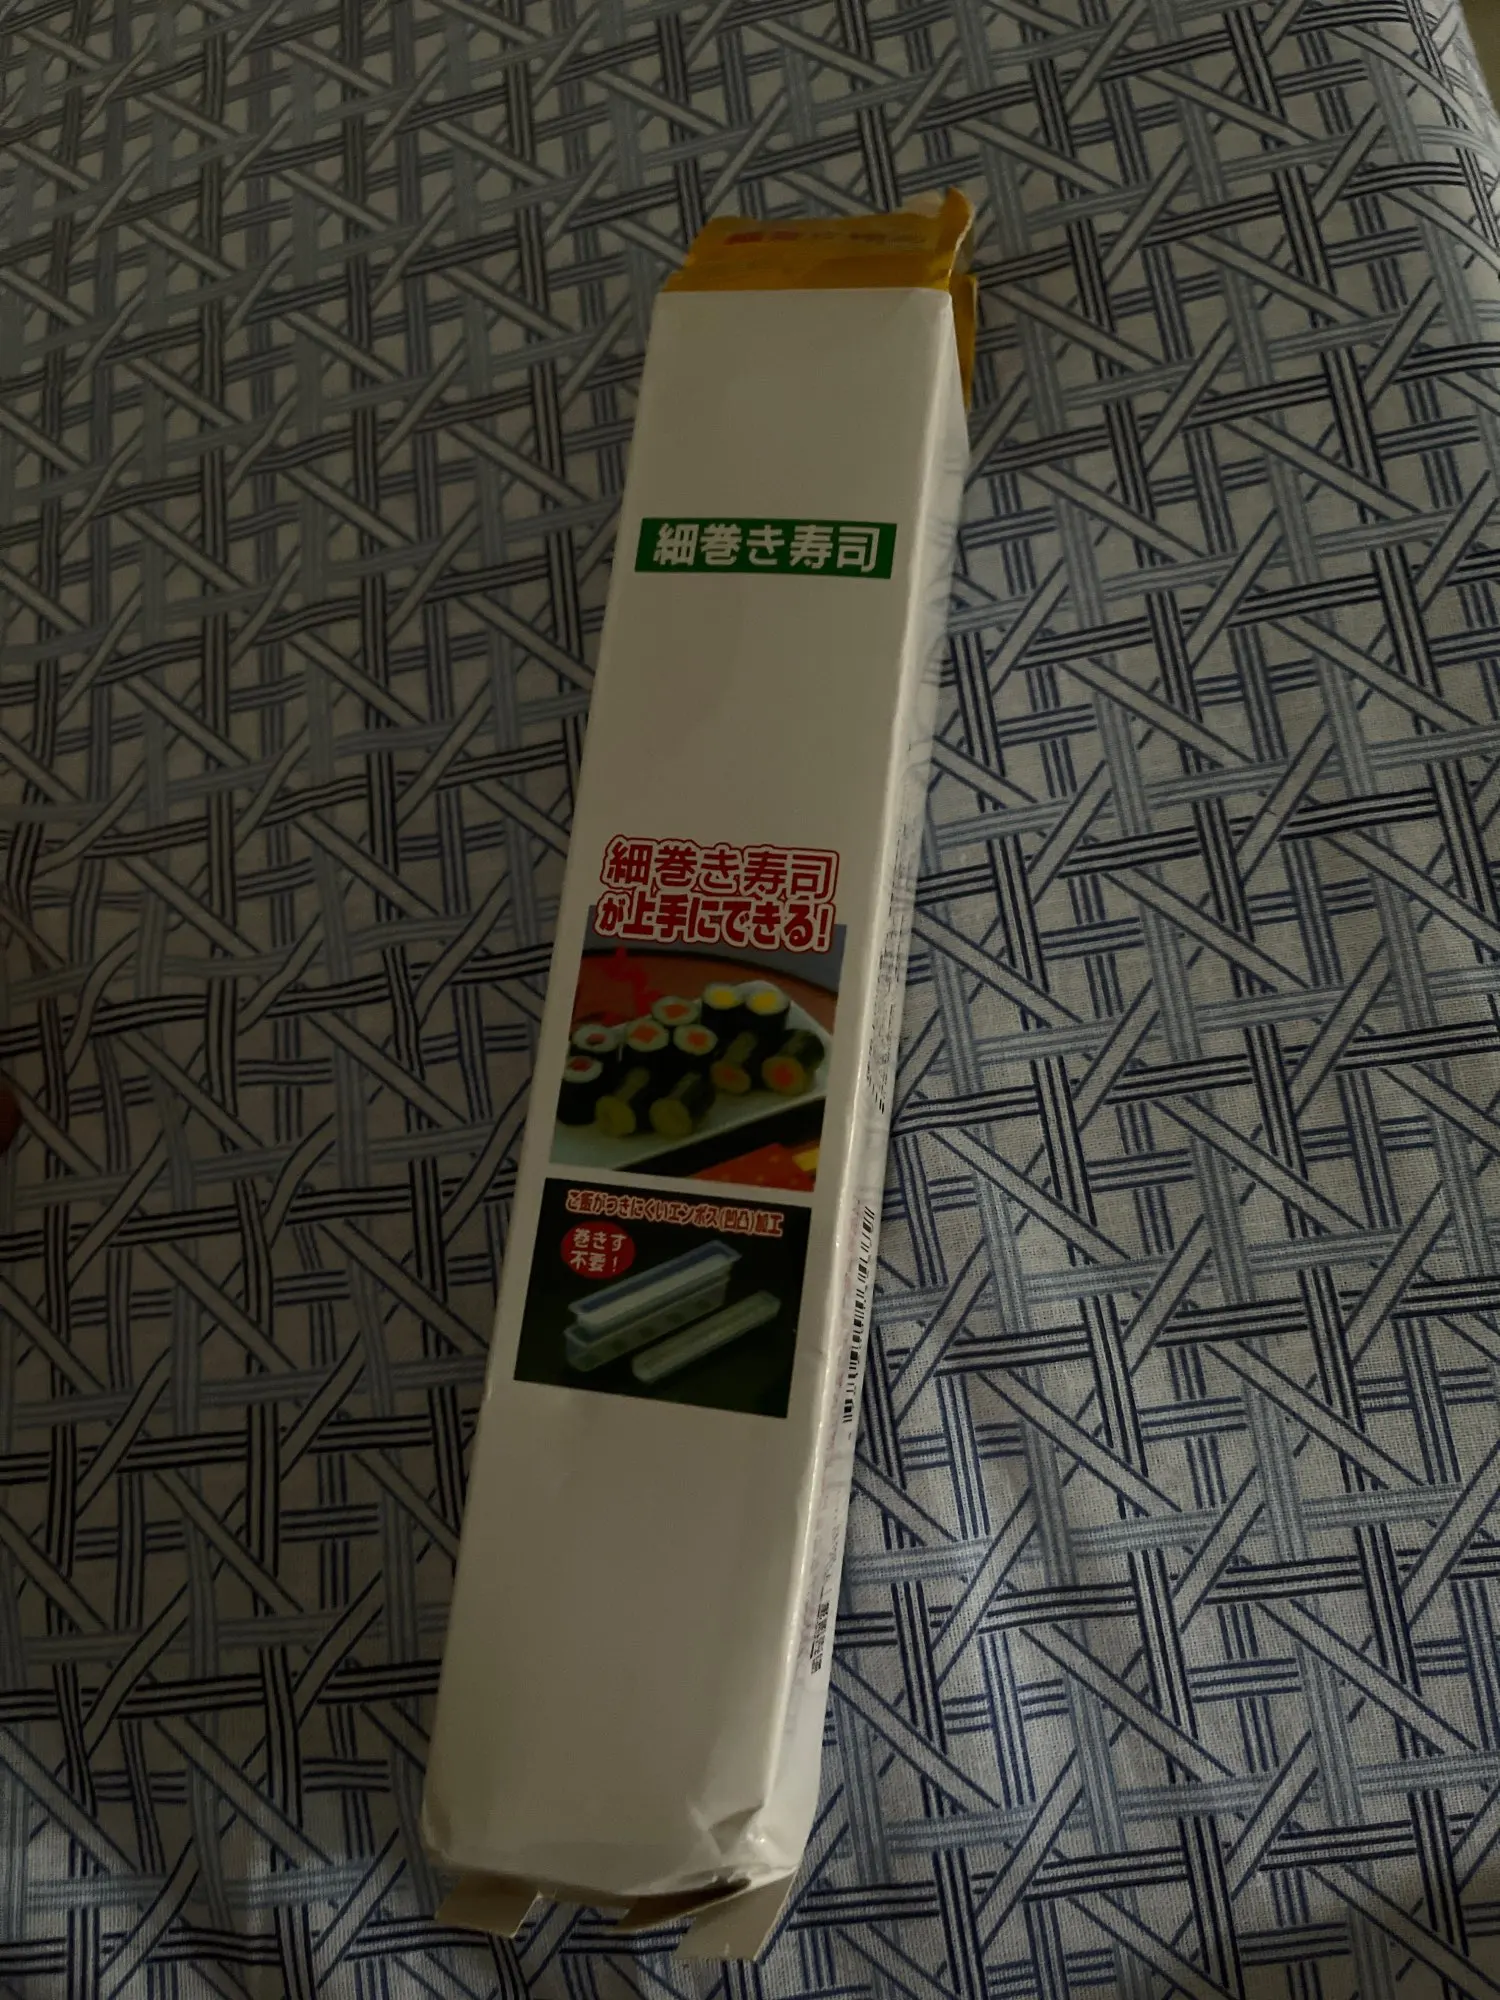 細巻き寿司
細巻き寿司
が上手にできる!
ご飯がつきにくいエンボス(凹凸)加工
巻きす
不要!